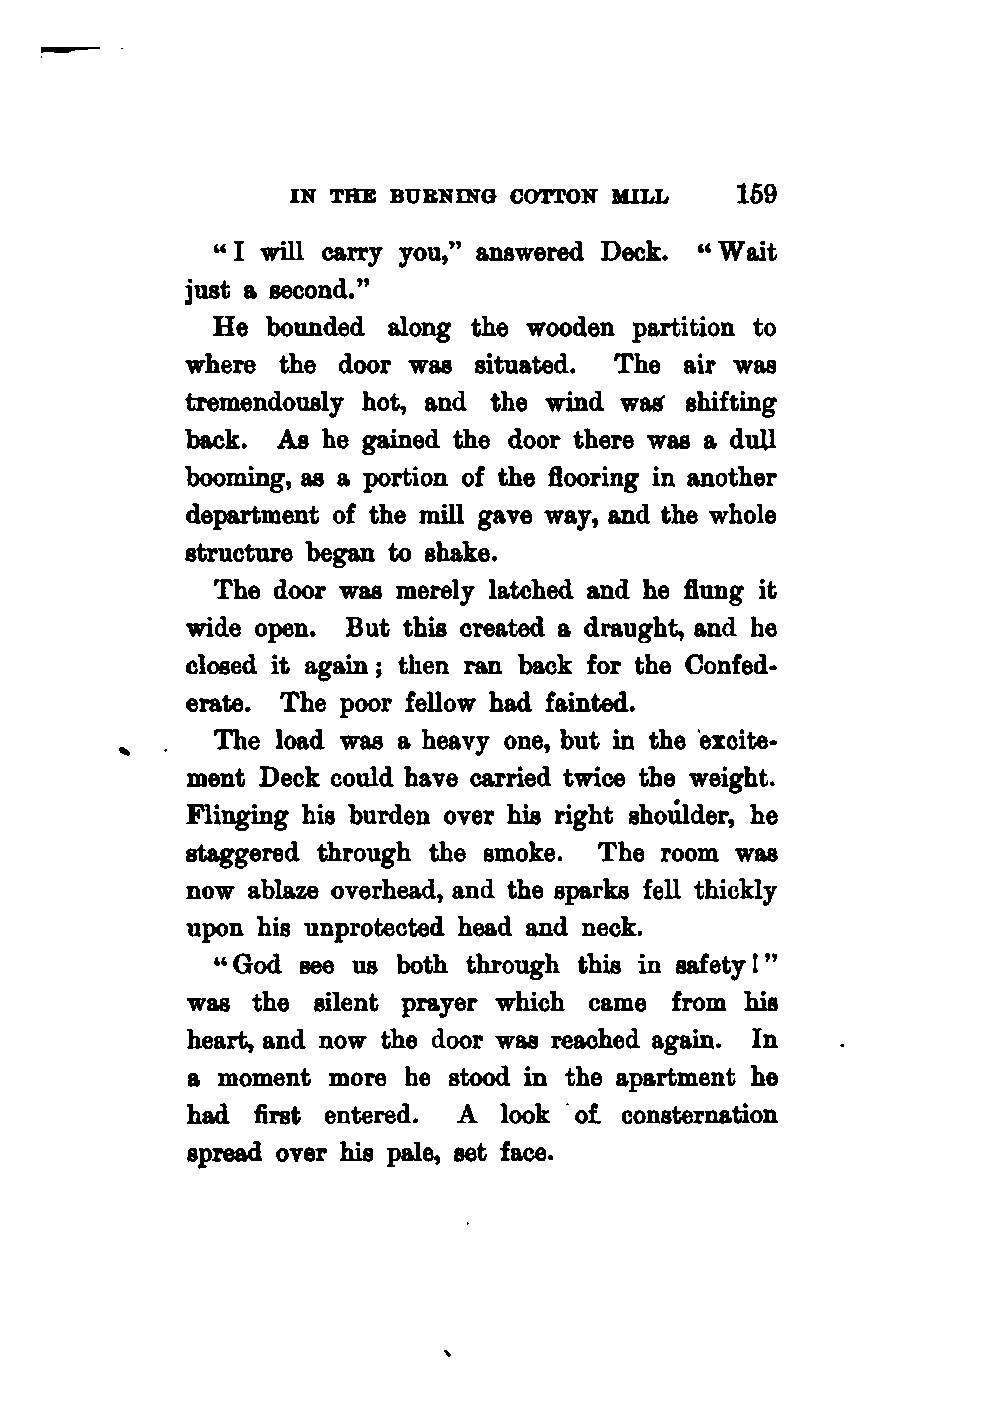 IN THE BURNING COTTON MILL 159
“I will carry you,” answered Deck. “Wait
just a second.”
He bounded along the wooden partition to
where the door was situated. The air was
tremendously hot, and the wind was shifting
back. As he gained the door there was a dull
booming, as a portion of the flooring in another
department of the mill gave way, and the whole
structure began to shake.
The door was merely latched and he flung it
wide open. But this created a draught, and he
closed it again; then ran back for the Confed-
erate. The poor fellow had fainted.
The load was a heavy one, but in the excite-
ment Deck could have carried twice the weight.
Flinging his burden over his right shoulder, he
staggered through the smoke. The room was
now ablaze overhead, and the sparks fell thickly
upon his unprotected head and neck.
“God see us both through this in safety!”
was the silent prayer which came from his
heart, and now the door was reached again. In
a moment more he stood in the apartment he
had first entered. A look of consternation
spread over his pale, set face.